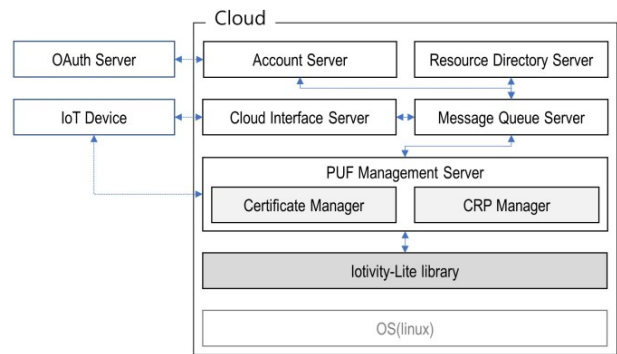 Cloud
OAuth Server
Account Server
Resource Directory Server
IoT Device
Cloud Interface Server
Message Queue Server
PUF Management Server
Certificate Manager
CRP Manager
Iotivity-Lite library
OS(linux)